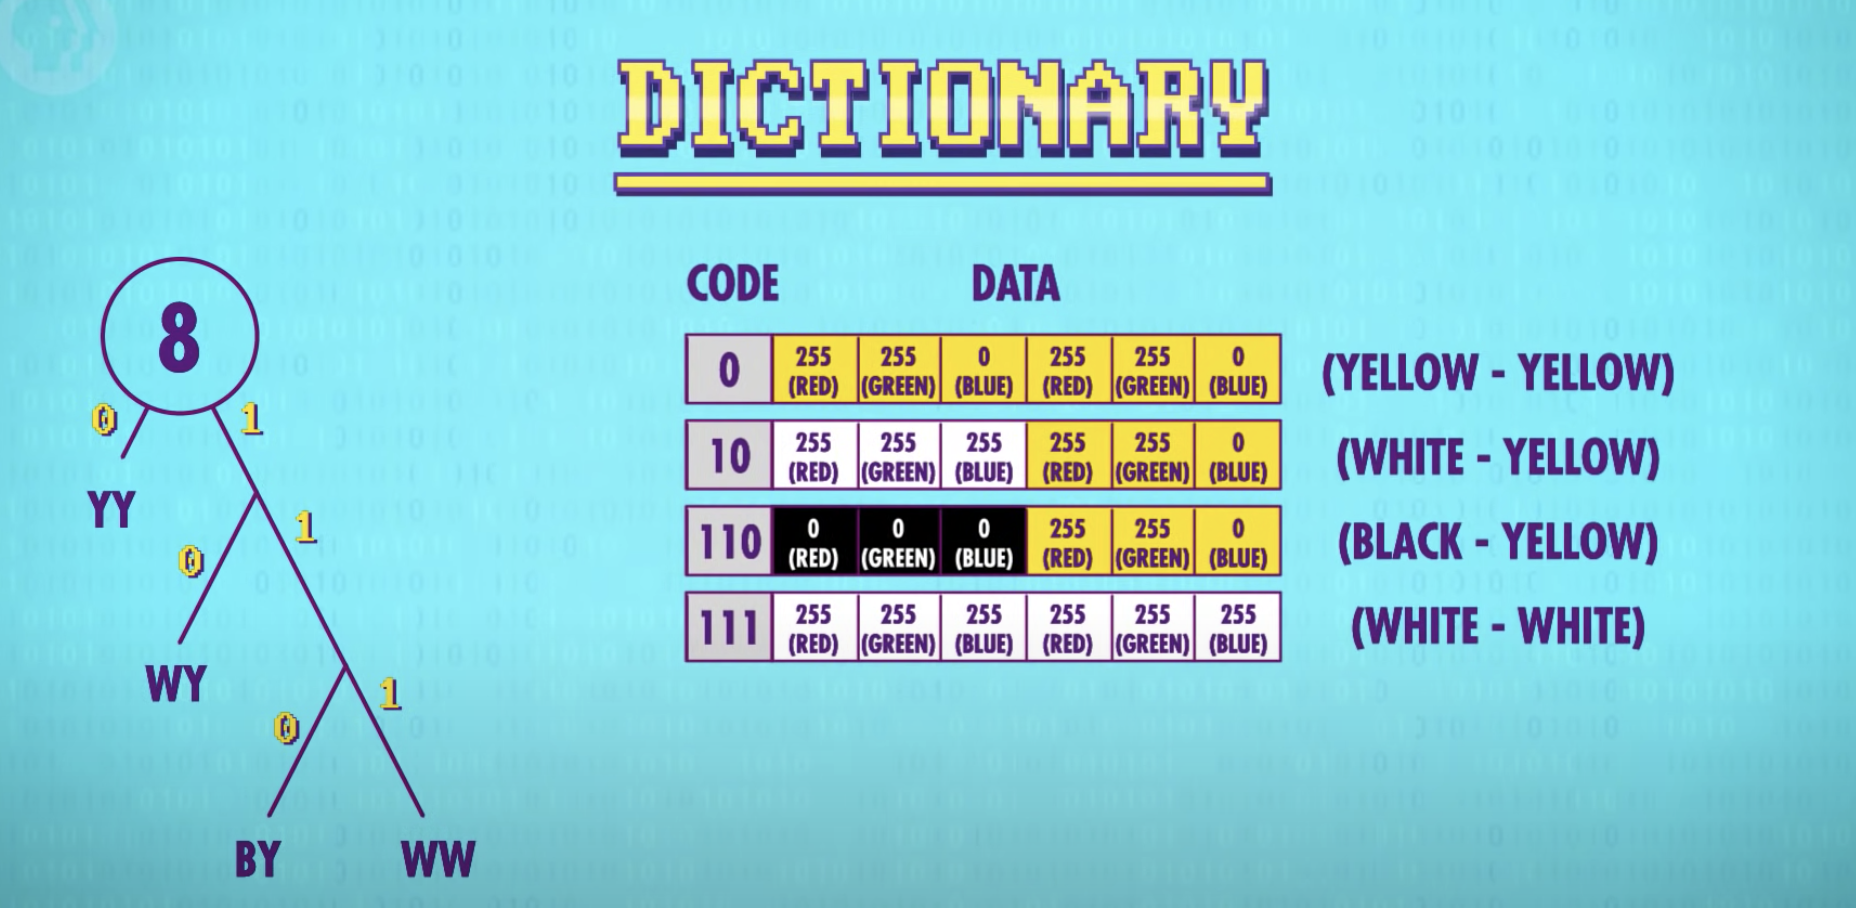 DICTIONARY
8
0 1
YY
0 1
WY
0 1
BY WW
CODE DATA
0 255 (RED) 255 (GREEN) 0 (BLUE) 255 (RED) 255 (GREEN) 0 (BLUE) (YELLOW - YELLOW)
10 255 (RED) 255 (GREEN) 255 (BLUE) 255 (RED) 255 (GREEN) 0 (BLUE) (WHITE - YELLOW)
110 0 (RED) 0 (GREEN) 0 (BLUE) 255 (RED) 255 (GREEN) 0 (BLUE) (BLACK - YELLOW)
111 255 (RED) 255 (GREEN) 255 (BLUE) 255 (RED) 255 (GREEN) 255 (BLUE) (WHITE - WHITE)